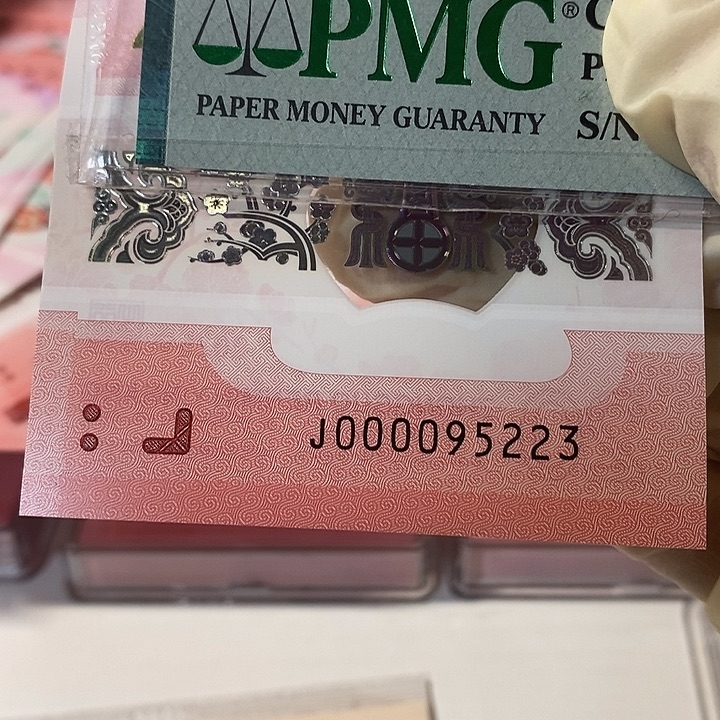 PMG®
PAPER MONEY GUARANTY
S/N
J000095223